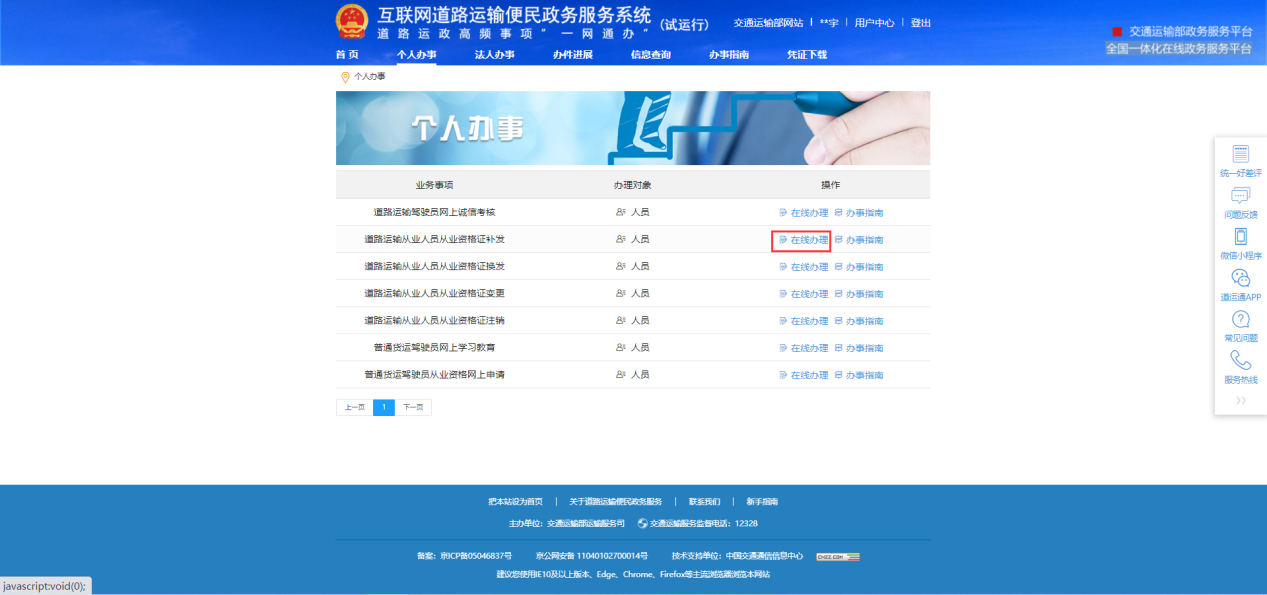 互联网道路运输便民政务服务系统 (试运行)
道路运政高频事项"一网通办"
交通运输部网站 | **宇 | 用户中心 | 登出
交通运输部政务服务平台
全国一体化在线政务服务平台
首页 个人办事 法人办事 办件进展 信息查询 办事指南 凭证下载
个人办事
个人办事
业务事项 办理对象 操作
道路运输驾驶员网上诚信考核 人员 在线办理 办事指南
道路运输从业人员从业资格证补发 人员 在线办理 办事指南
道路运输从业人员从业资格证换发 人员 在线办理 办事指南
道路运输从业人员从业资格证变更 人员 在线办理 办事指南
道路运输从业人员从业资格证注销 人员 在线办理 办事指南
普通货运驾驶员网上学习教育 人员 在线办理 办事指南
普通货运驾驶员从业资格网上申请 人员 在线办理 办事指南
上一页 1 下一页
统一好差评
问题反馈
微信小程序
道运通APP
常见问题
服务热线
把本站设为首页 | 关于道路运输便民政务服务 | 联系我们 | 新手指南
主办单位：交通运输部运输服务司 交通运输服务监督电话：12328
备案：京ICP备05046837号 京公网安备 11040102700014号 技术支持单位：中国交通通信信息中心 CNZZ.COM
建议您使用IE10及以上版本、Edge、Chrome、Firefox等主流浏览器浏览本网站
javascript:void(0);